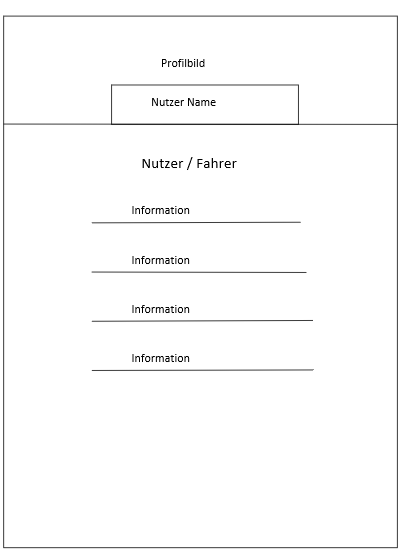 Profilbild
Nutzer Name
Nutzer / Fahrer
Information
Information
Information
Information